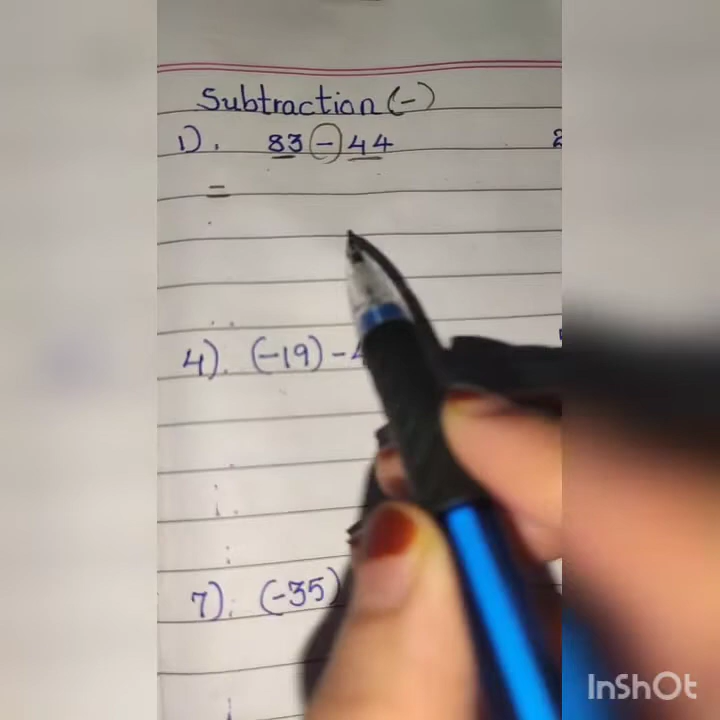 Subtraction (-)
1). 83 - 44
=
4). (-19) -
7). (-35)
InShOt